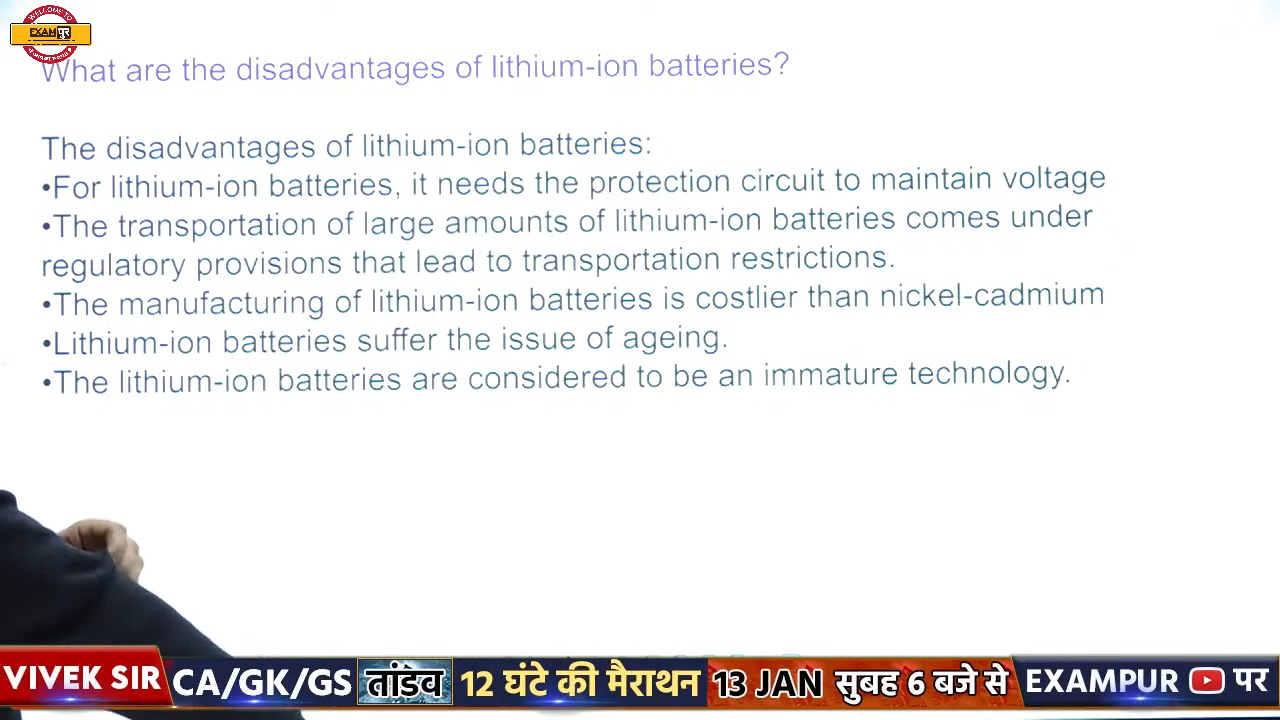 WELCOME TO
EXAM पुर
What are the disadvantages of lithium-ion batteries?
The disadvantages of lithium-ion batteries:
•For lithium-ion batteries, it needs the protection circuit to maintain voltage
•The transportation of large amounts of lithium-ion batteries comes under
regulatory provisions that lead to transportation restrictions.
•The manufacturing of lithium-ion batteries is costlier than nickel-cadmium
•Lithium-ion batteries suffer the issue of ageing.
•The lithium-ion batteries are considered to be an immature technology.
VIVEK SIR CA/GK/GS तांडव 12 घंटे की मैराथन 13 JAN सुबह 6 बजे से EXAMPUR पर